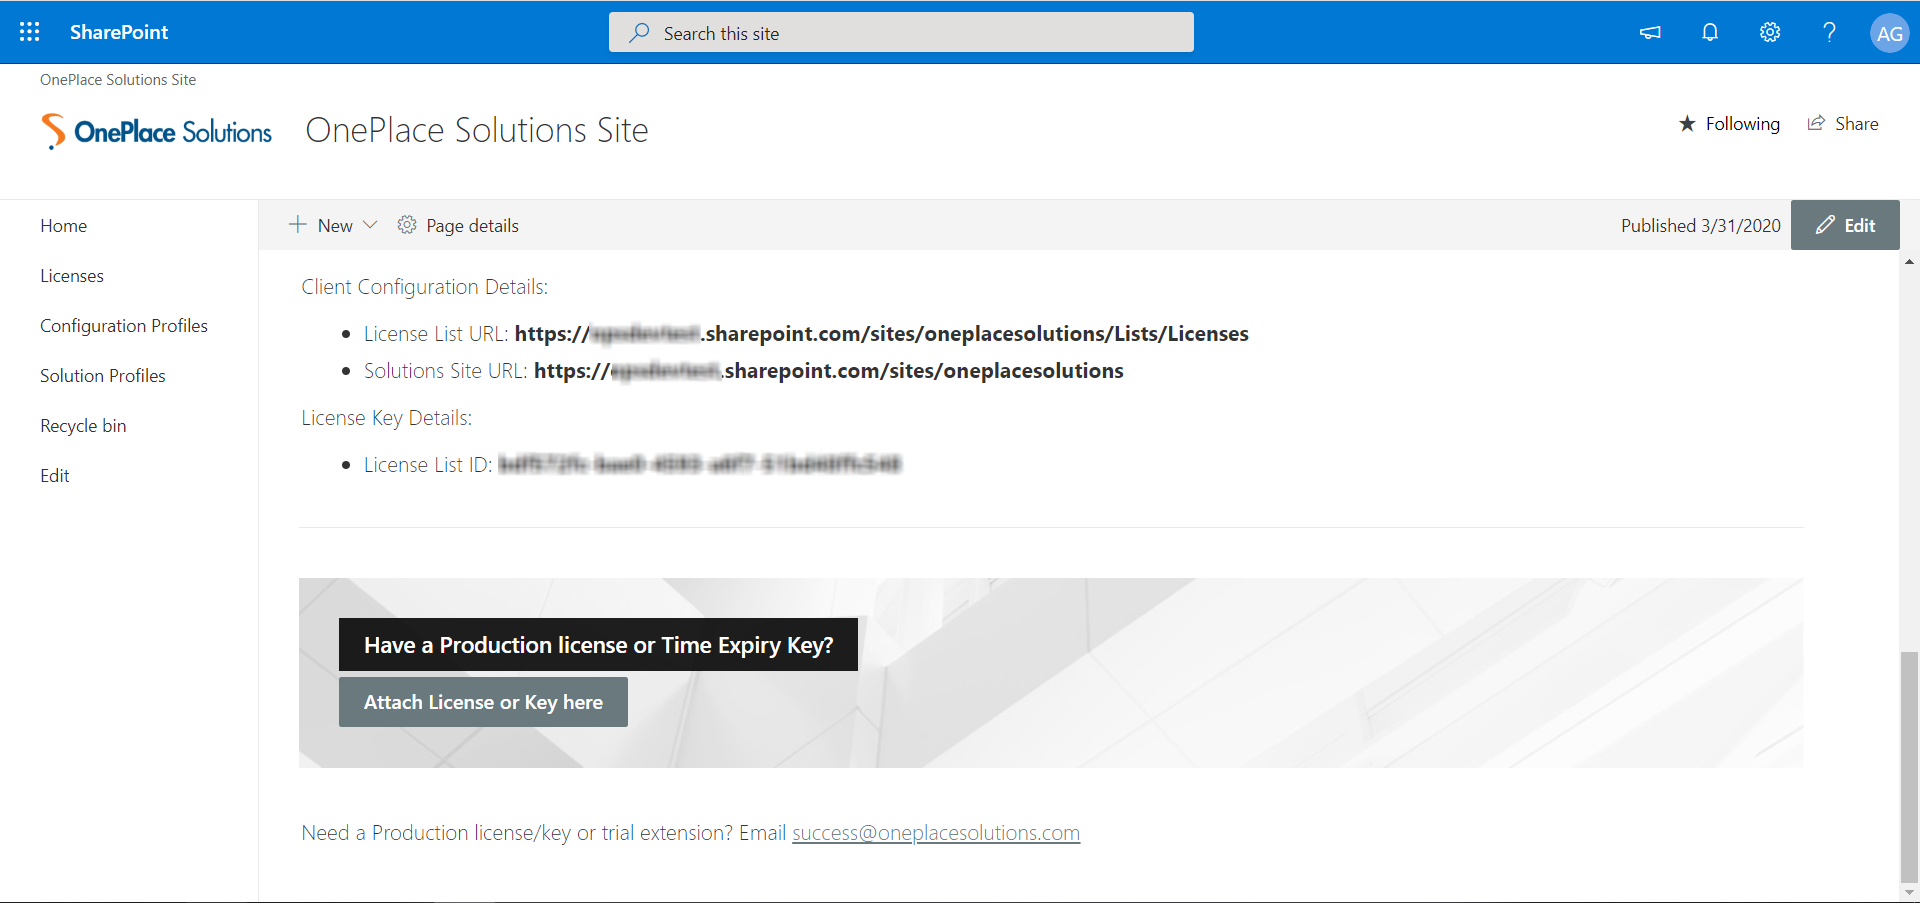 SharePoint
Search this site
AG
OnePlace Solutions Site
OnePlace Solutions
OnePlace Solutions Site
Following
Share
Home
Licenses
Configuration Profiles
Solution Profiles
Recycle bin
Edit
New
Page details
Published 3/31/2020
Edit
Client Configuration Details:
License List URL: https://.sharepoint.com/sites/oneplacesolutions/Lists/Licenses
Solutions Site URL: https://.sharepoint.com/sites/oneplacesolutions
License Key Details:
License List ID:
Have a Production license or Time Expiry Key?
Attach License or Key here
Need a Production license/key or trial extension? Email success@oneplacesolutions.com